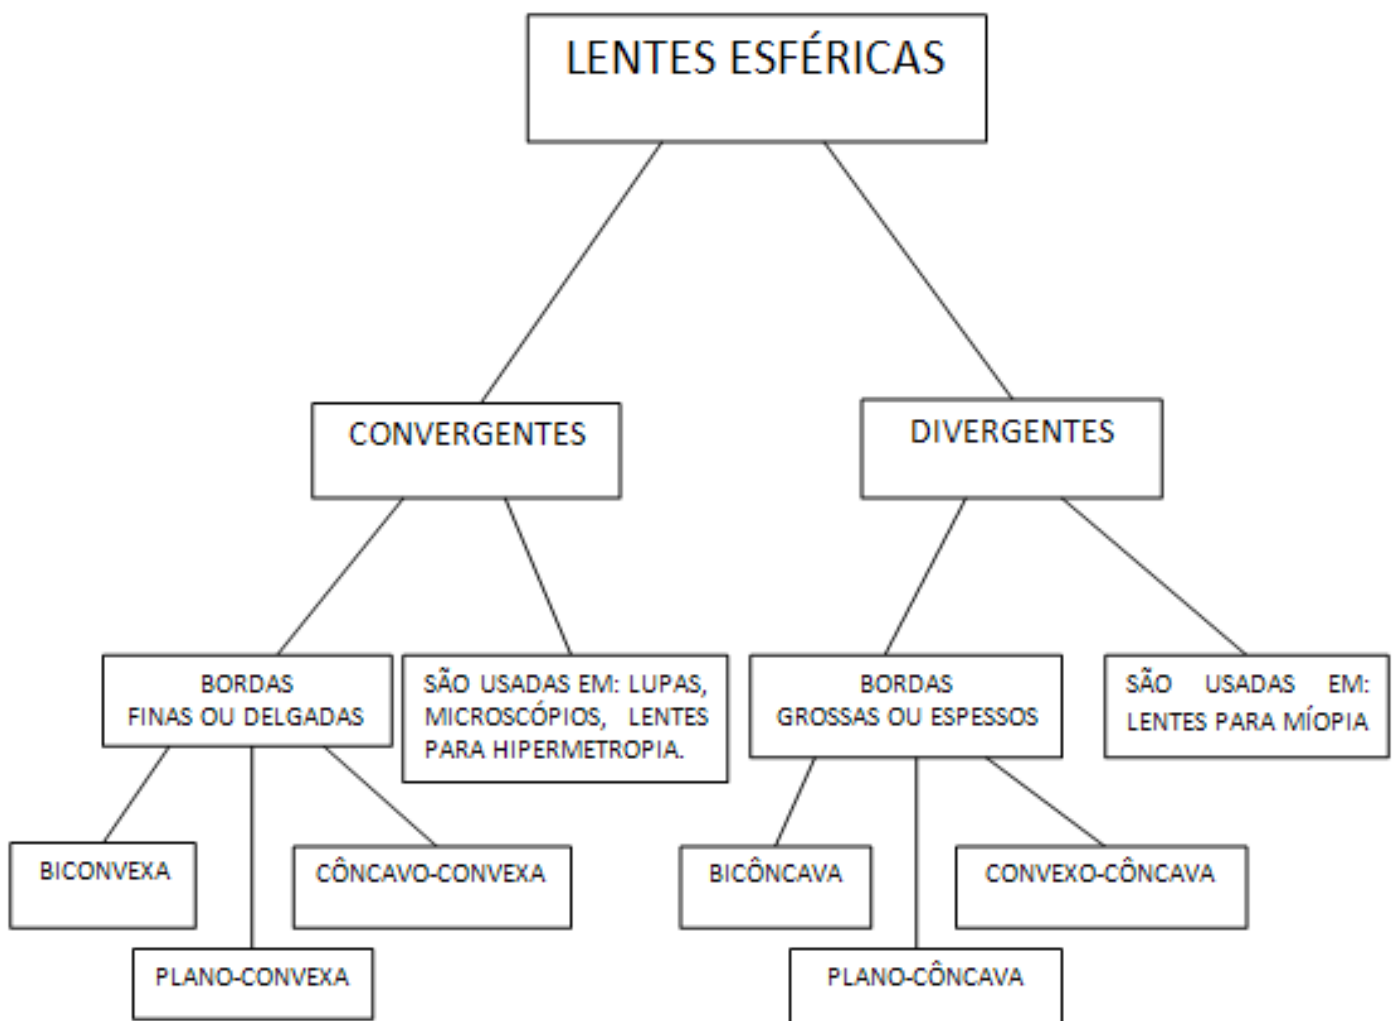 LENTES ESFÉRICAS
CONVERGENTES
DIVERGENTES
BORDAS
FINAS OU DELGADAS
SÃO USADAS EM: LUPAS,
MICROSCÓPIOS, LENTES
PARA HIPERMETROPIA.
BORDAS
GROSSAS OU ESPESSOS
SÃO USADAS EM:
LENTES PARA MÍOPIA
BICONVEXA
CÔNCAVO-CONVEXA
BICÔNCAVA
CONVEXO-CÔNCAVA
PLANO-CONVEXA
PLANO-CÔNCAVA